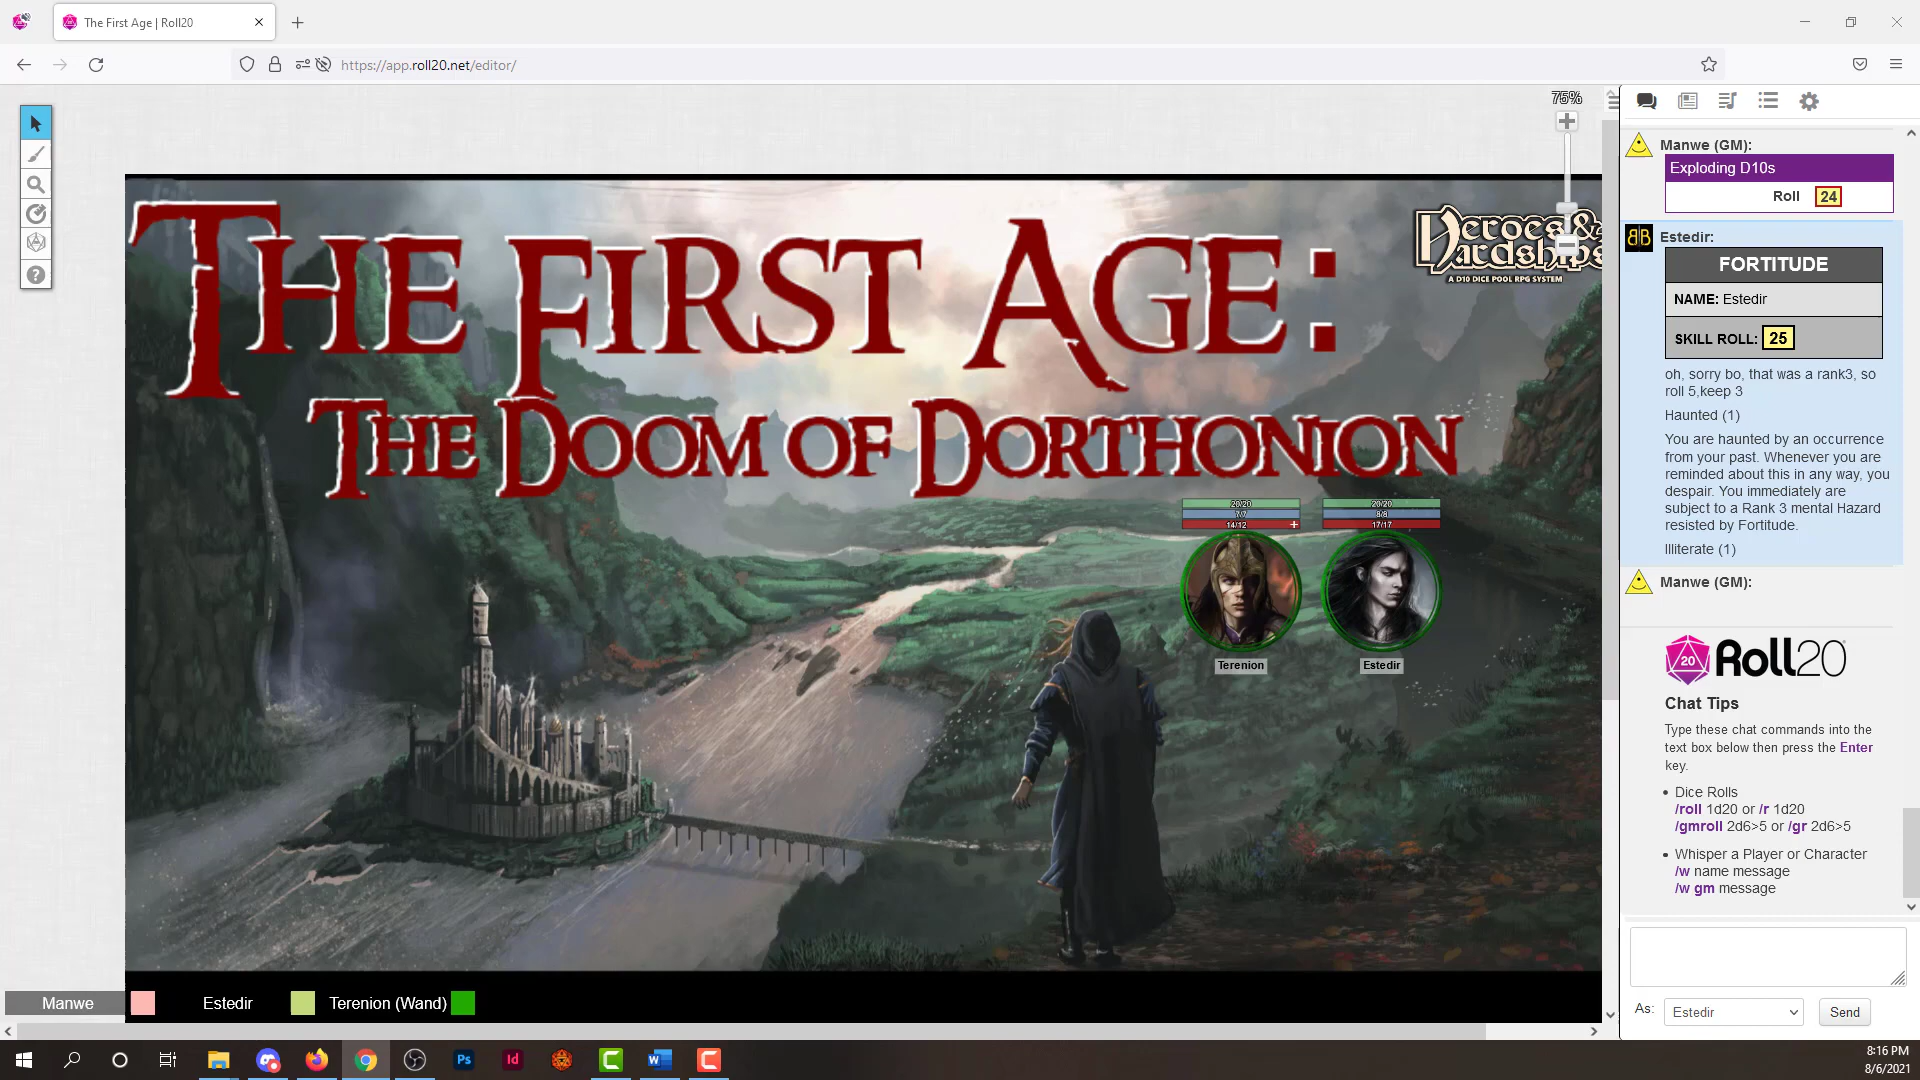 The First Age | Roll20
https://app.roll20.net/editor/
75%
THE FIRST AGE:
THE DOOM OF DORTHONION
Heroes &
Hardships
A D10 DICE POOL RPG SYSTEM
20/20
7/7
14/12
Terenion
20/20
8/8
17/17
Estedir
Manwe
Estedir
Terenion (Wand)
Manwe (GM):
Exploding D10s
Roll 24
Estedir:
FORTITUDE
NAME: Estedir
SKILL ROLL: 25
oh, sorry bo, that was a rank3, so
roll 5,keep 3
Haunted (1)
You are haunted by an occurrence
from your past. Whenever you are
reminded about this in any way, you
despair. You immediately are
subject to a Rank 3 mental Hazard
resisted by Fortitude.
Illiterate (1)
Manwe (GM):
20
Roll20
Chat Tips
Type these chat commands into the
text box below then press the Enter
key.
• Dice Rolls
/roll 1d20 or /r 1d20
/gmroll 2d6>5 or /gr 2d6>5
• Whisper a Player or Character
/w name message
/w gm message
As: Estedir
Send
Ps
Id
8:16 PM
8/6/2021